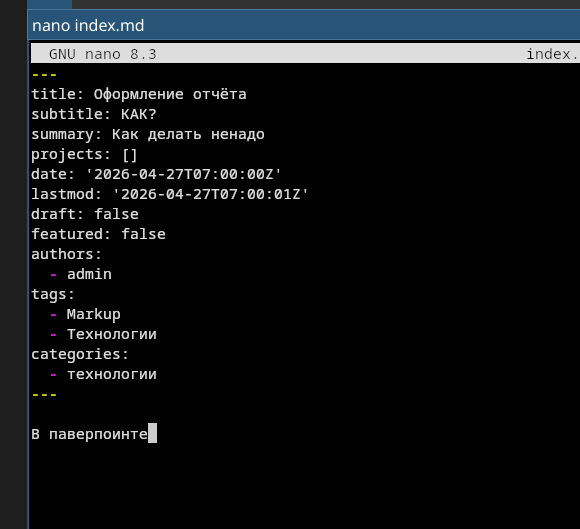 nano index.md
GNU nano 8.3 index.
---
title: Оформление отчёта
subtitle: КАК?
summary: Как делать ненадо
projects: []
date: '2026-04-27T07:00:00Z'
lastmod: '2026-04-27T07:00:01Z'
draft: false
featured: false
authors:
  - admin
tags:
  - Markup
  - Технологии
categories:
  - технологии
---
В паверпоинте